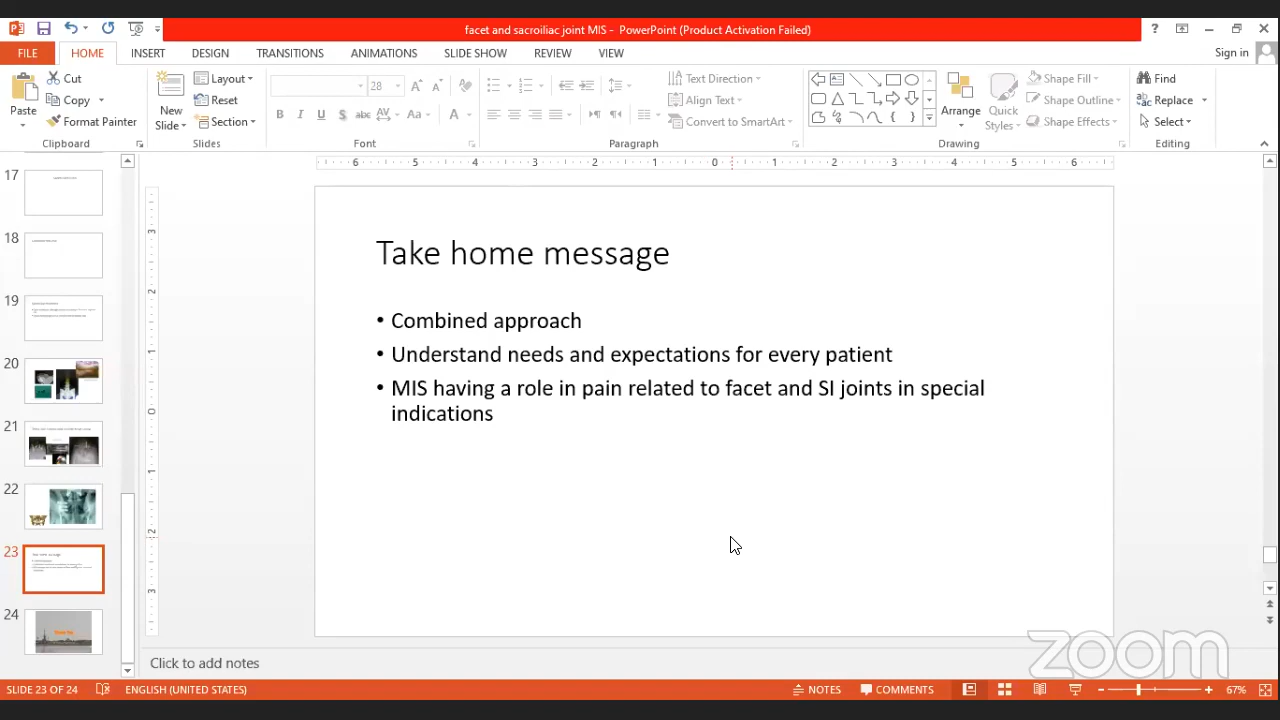 facet and sacroiliac joint MIS - PowerPoint (Product Activation Failed)
FILE HOME INSERT DESIGN TRANSITIONS ANIMATIONS SLIDE SHOW REVIEW VIEW Sign in
Paste
Cut
Copy
Format Painter
Clipboard
New
Slide
Layout
Reset
Section
Slides
28
Font
Text Direction
Align Text
Convert to SmartArt
Paragraph
Arrange
Quick
Styles
Shape Fill
Shape Outline
Shape Effects
Drawing
Find
Replace
Select
Editing
17
18
19
20
21
22
23
24
Take home message
• Combined approach
• Understand needs and expectations for every patient
• MIS having a role in pain related to facet and SI joints in special
indications
Click to add notes
zoom
SLIDE 23 OF 24 ENGLISH (UNITED STATES) NOTES COMMENTS 67%